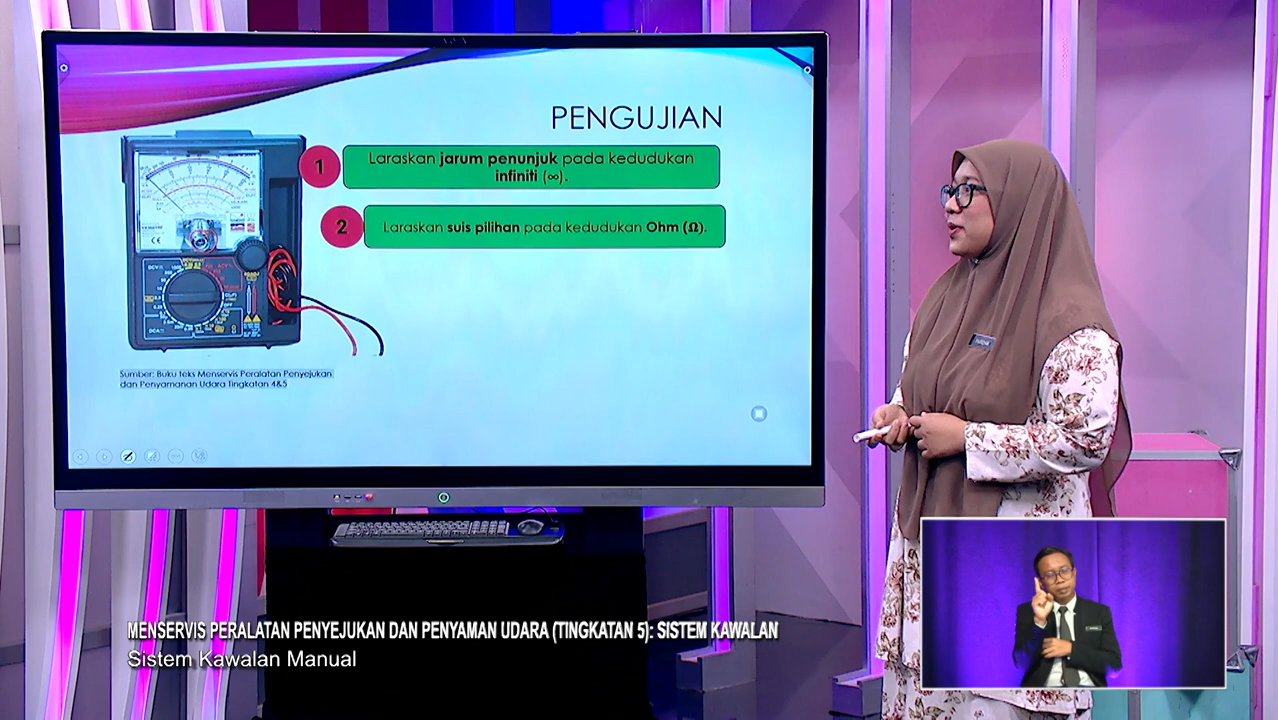 PENGUJIAN
1
Laraskan jarum penunjuk pada kedudukan
infiniti (∞).
2
Laraskan suis pilihan pada kedudukan Ohm (Ω).
Sumber: Buku teks Menservis Peralatan Penyejukan
dan Penyamanan Udara Tingkatan 4&5
MENSERVIS PERALATAN PENYEJUKAN DAN PENYAMAN UDARA (TINGKATAN 5): SISTEM KAWALAN
Sistem Kawalan Manual